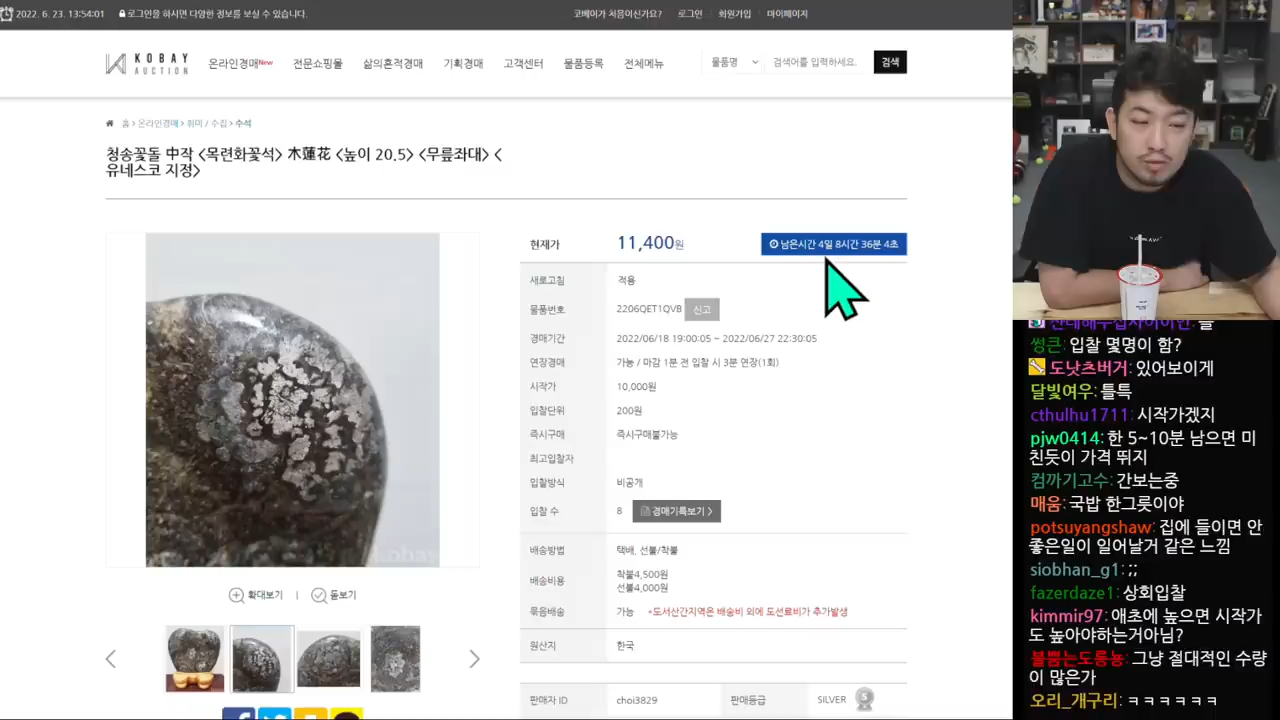 2022. 6. 23. 13:54:01
로그인을 하시면 다양한 정보를 보실 수 있습니다.
코베이가 처음이신가요?
로그인
회원가입
마이페이지
KOBAY
AUCTION
온라인경매New
전문쇼핑몰
삶의흔적경매
기획경매
고객센터
물품등록
전체메뉴
물품명
검색어를 입력하세요.
검색
홈 > 온라인경매 > 취미 / 수집 > 수석
청송꽃돌 中작 <목련화꽃석> 木蓮花 <높이 20.5> <무릎좌대> <
유네스코 지정>
현재가 11,400원
남은시간 4일 8시간 36분 4초
새로고침 적용
물품번호 2206QET1QVB 신고
경매기간 2022/06/18 19:00:05 ~ 2022/06/27 22:30:05
연장경매 가능 / 마감 1분 전 입찰 시 3분 연장(1회)
시작가 10,000원
입찰단위 200원
즉시구매 즉시구매불가능
최고입찰자
입찰방식 비공개
입찰 수 8 경매기록보기 >
배송방법 택배, 선불/착불
배송비용 착불4,500원
선불4,000원
묶음배송 가능 *도서산간지역은 배송비 외에 도선료비가 추가발생
원산지 한국
판매자 ID choi3829 판매등급 SILVER S
확대보기 | 돋보기
썽큰: 입찰 몇명이 함?
도낫츠버거: 있어보이게
달빛여우: 틀특
cthulhu1711: 시작가겠지
pjw0414: 한 5~10분 남으면 미
친듯이 가격 뛰지
컴까기고수: 간보는중
매움: 국밥 한그릇이야
potsuyangshaw: 집에 들이면 안
좋은일이 일어날거 같은 느낌
siobhan_g1: ;;
fazerdaze1: 상회입찰
kimmir97: 애초에 높으면 시작가
도 높아야하는거아님?
불뿜는도롱뇽: 그냥 절대적인 수량
이 많은가
오리_개구리: ㅋㅋㅋㅋㅋㅋ